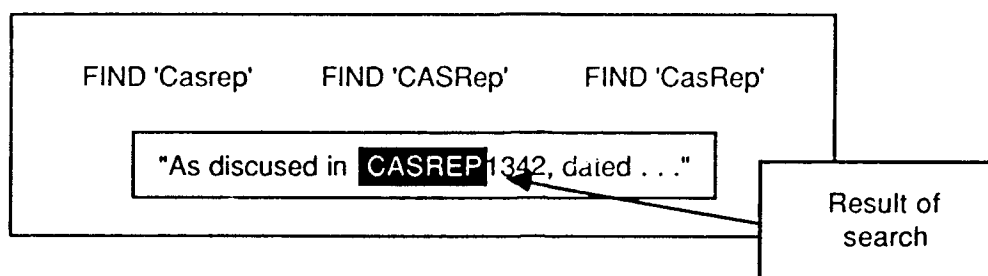 FIND 'Casrep' FIND 'CASRep' FIND 'CasRep'
"As discused in CASREP 1342, dated . . ."
Result of
search